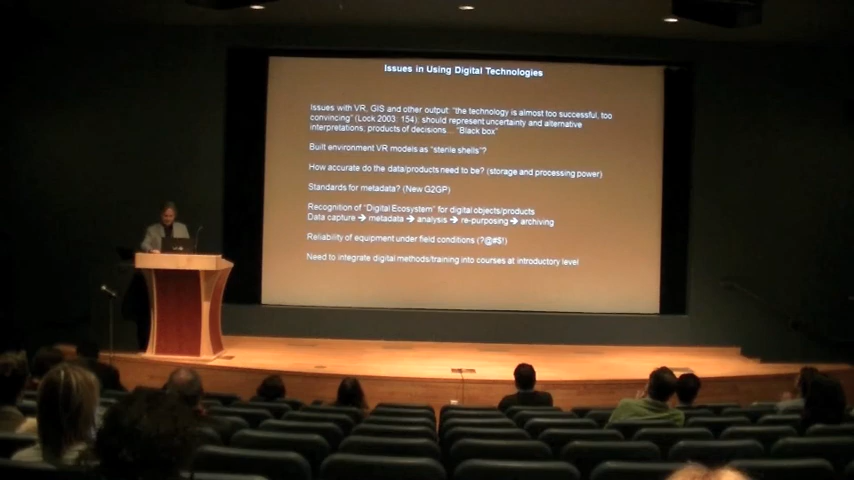 Issues in Using Digital Technologies
Issues with VR, GIS and other output: "the technology is almost too successful, too
convincing" (Lock 2003: 154): should represent uncertainty and alternative
interpretations; products of decisions... "Black box"
Built environment VR models as "sterile shells"?
How accurate do the data/products need to be? (storage and processing power)
Standards for metadata? (New G2GP)
Recognition of "Digital Ecosystem" for digital objects/products
Data capture ➔ metadata ➔ analysis ➔ re-purposing ➔ archiving
Reliability of equipment under field conditions (?@#$!)
Need to integrate digital methods/training into courses at introductory level